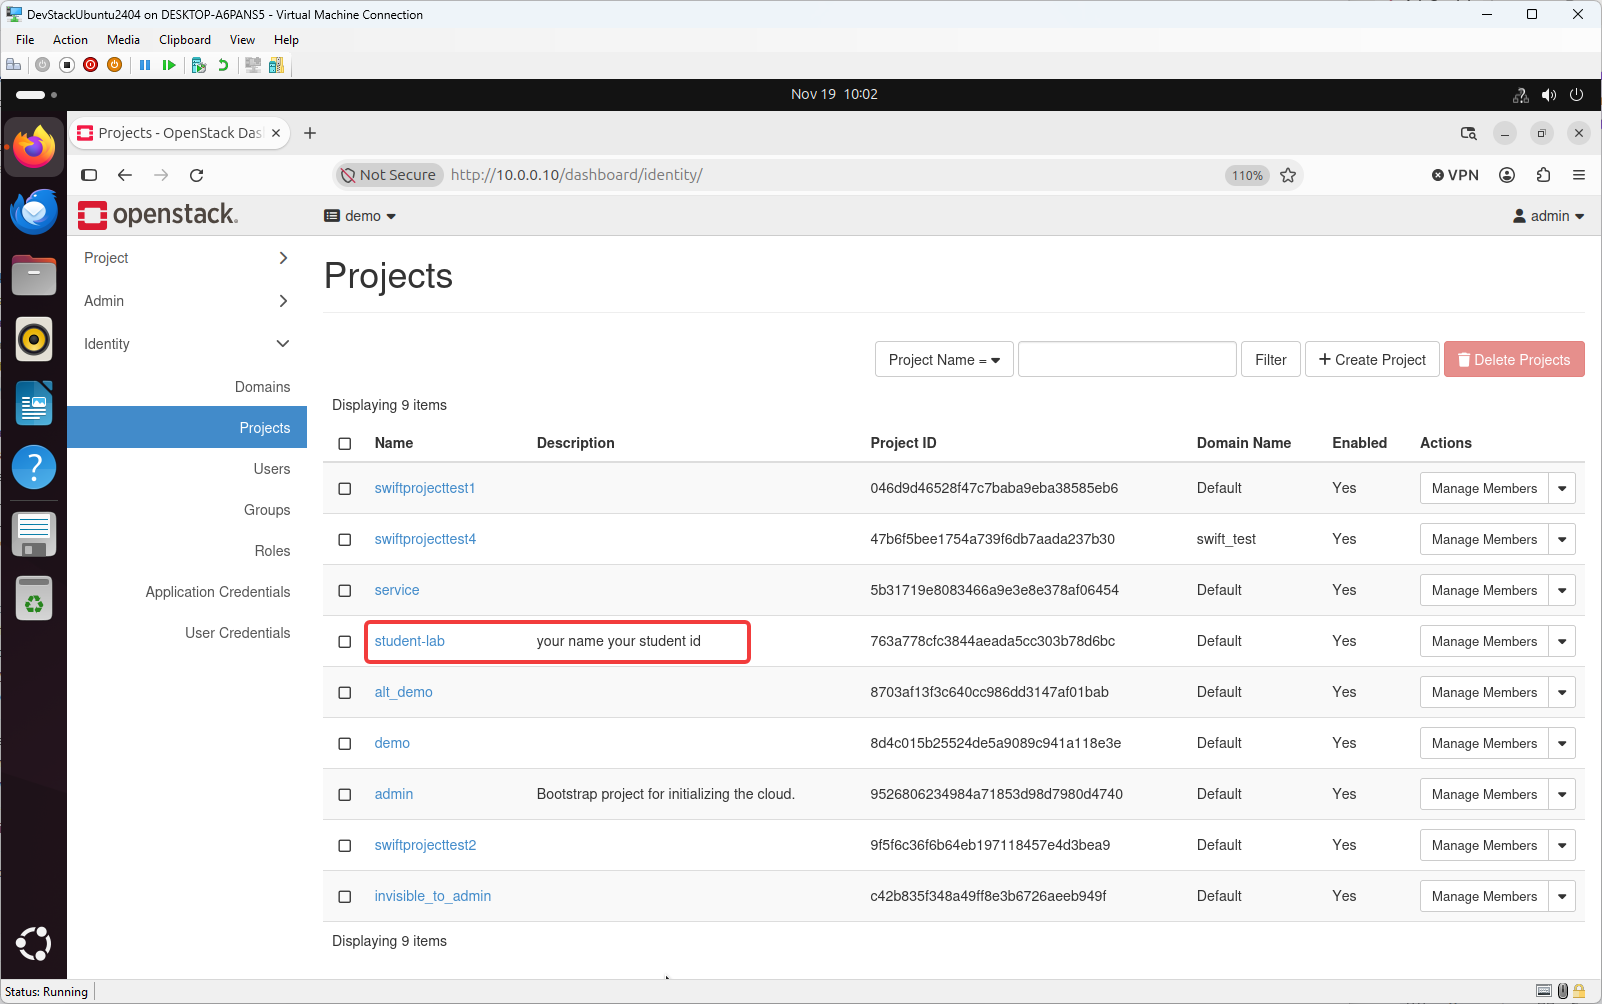 DevStackUbuntu2404 on DESKTOP-A6PANS5 - Virtual Machine Connection
File Action Media Clipboard View Help
Nov 19 10:02
Projects - OpenStack Das
Not Secure http://10.0.0.10/dashboard/identity/ 110% VPN
openstack. demo admin
Project
Admin
Identity
Domains
Projects
Users
Groups
Roles
Application Credentials
User Credentials
Projects
Project Name = Filter Create Project Delete Projects
Displaying 9 items
Name Description Project ID Domain Name Enabled Actions
swiftprojecttest1 046d9d46528f47c7baba9eba38585eb6 Default Yes Manage Members
swiftprojecttest4 47b6f5bee1754a739f6db7aada237b30 swift_test Yes Manage Members
service 5b31719e8083466a9e3e8e378af06454 Default Yes Manage Members
student-lab your name your student id 763a778cfc3844aeada5cc303b78d6bc Default Yes Manage Members
alt_demo 8703af13f3c640cc986dd3147af01bab Default Yes Manage Members
demo 8d4c015b25524de5a9089c941a118e3e Default Yes Manage Members
admin Bootstrap project for initializing the cloud. 9526806234984a71853d98d7980d4740 Default Yes Manage Members
swiftprojecttest2 9f5f6c36f6b64eb197118457e4d3bea9 Default Yes Manage Members
invisible_to_admin c42b835f348a49ff8e3b6726aeeb949f Default Yes Manage Members
Displaying 9 items
Status: Running